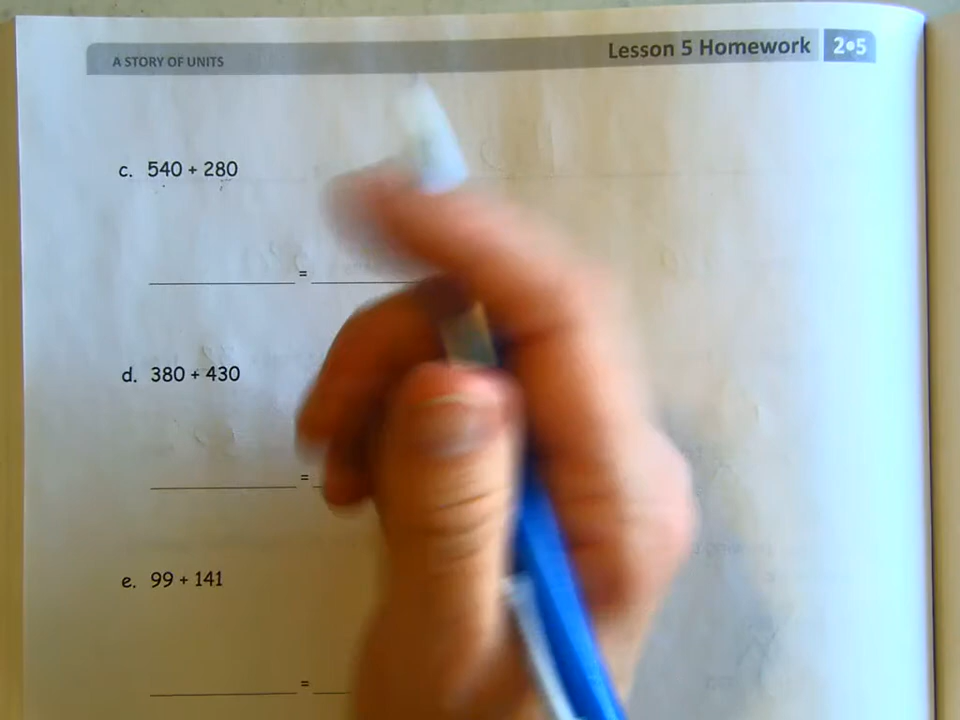 A STORY OF UNITS
Lesson 5 Homework 2•5
c. 540 + 280
=
d. 380 + 430
=
e. 99 + 141
=